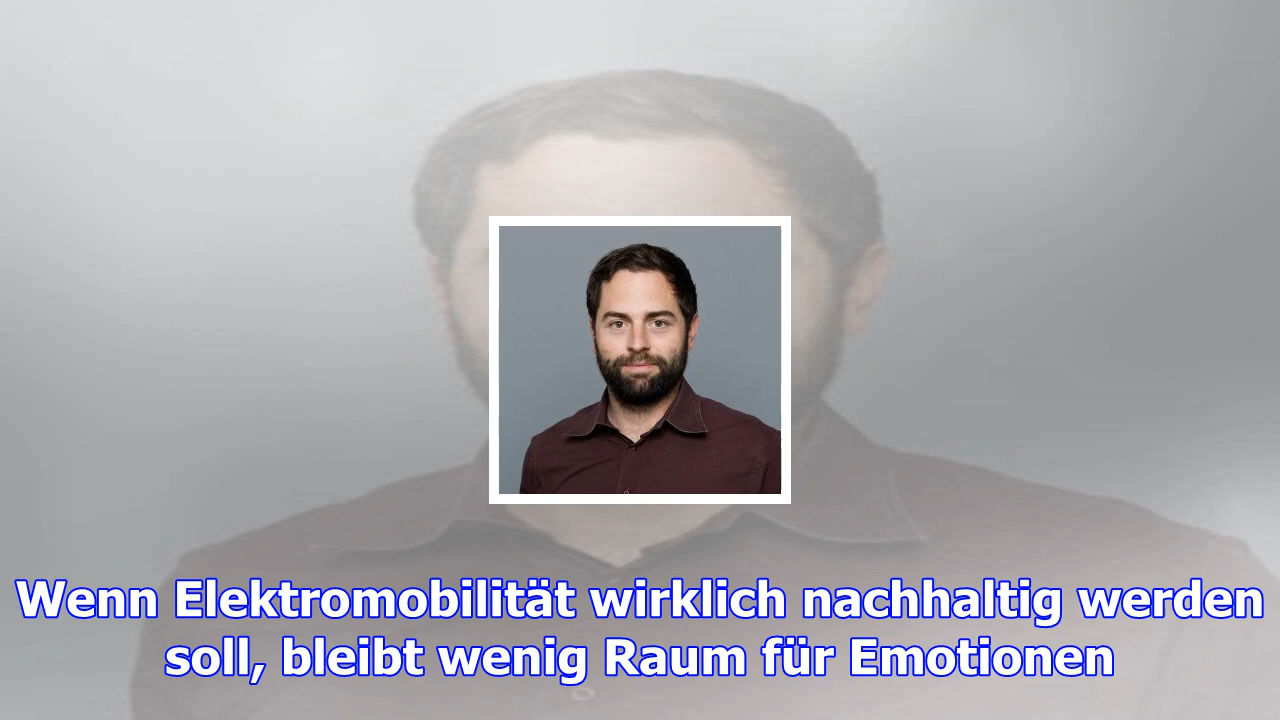 Wenn Elektromobilität wirklich nachhaltig werden
soll, bleibt wenig Raum für Emotionen